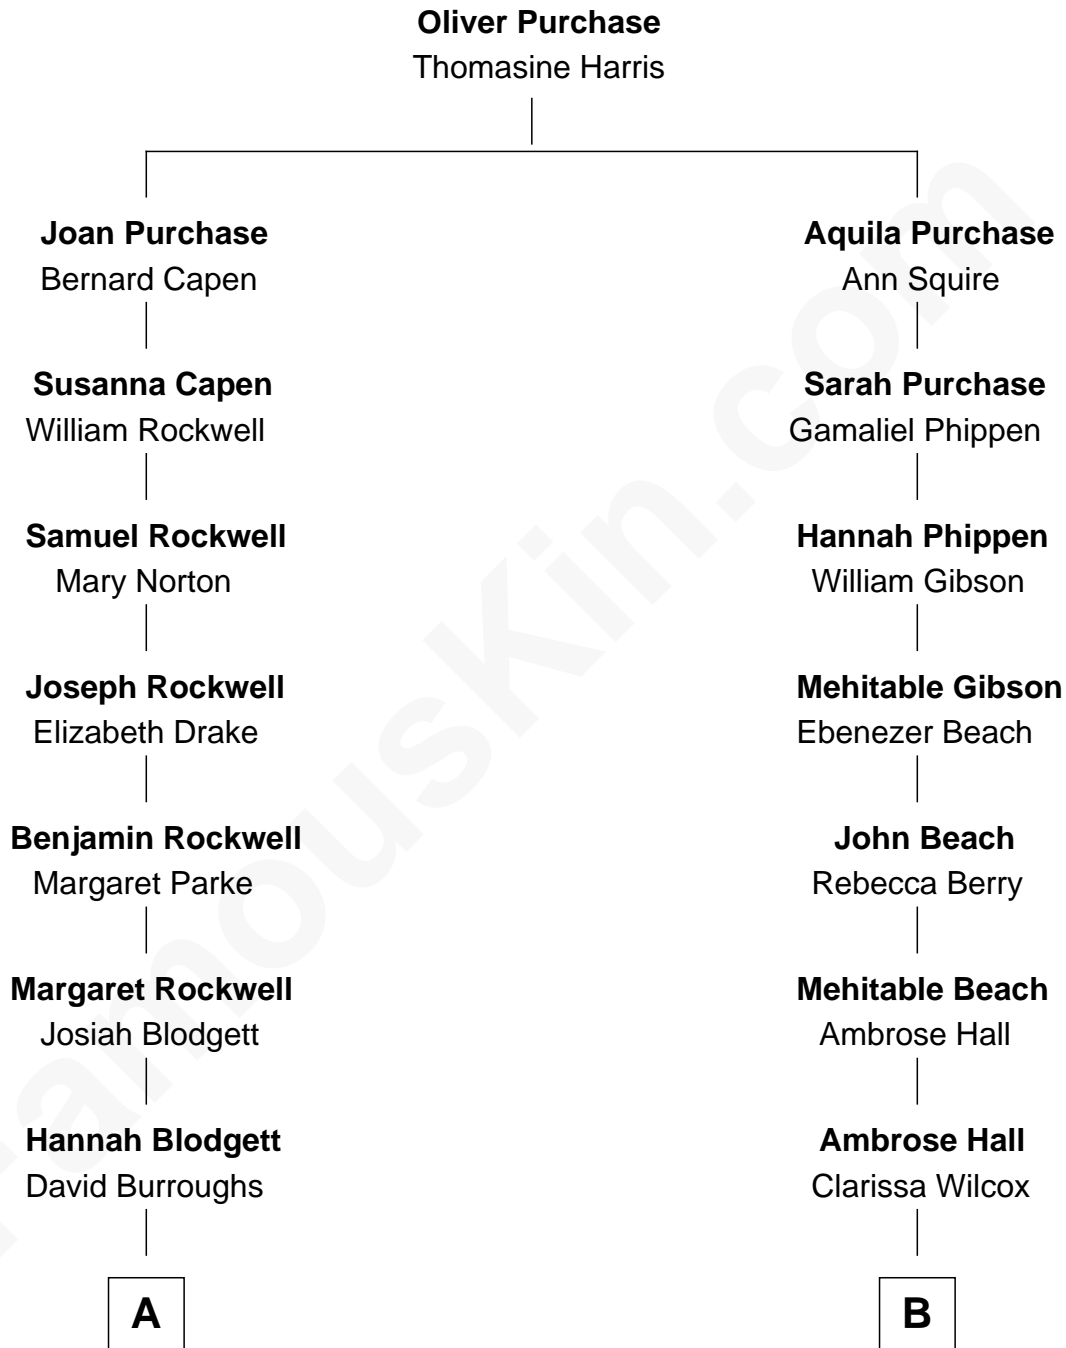 Oliver Purchase
Thomasine Harris
Joan Purchase
Bernard Capen
Aquila Purchase
Ann Squire
Susanna Capen
William Rockwell
Sarah Purchase
Gamaliel Phippen
Samuel Rockwell
Mary Norton
Hannah Phippen
William Gibson
Joseph Rockwell
Elizabeth Drake
Mehitable Gibson
Ebenezer Beach
Benjamin Rockwell
Margaret Parke
John Beach
Rebecca Berry
Margaret Rockwell
Josiah Blodgett
Mehitable Beach
Ambrose Hall
Hannah Blodgett
David Burroughs
Ambrose Hall
Clarissa Wilcox
A
B
FamousKin.com